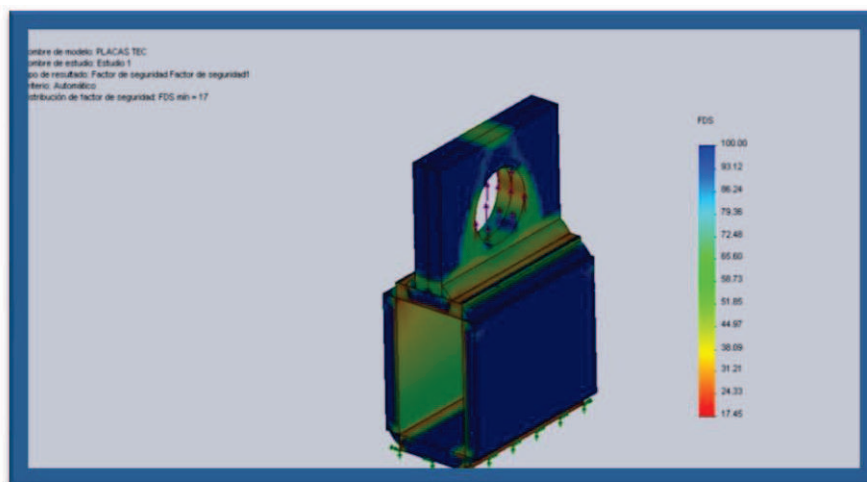 ombre de modelo: PLACAS TEC
ombre de estudio: Estudio 1
po de resultado: Factor de seguridad Factor de seguridad1
riterio: Automático
istribución de factor de seguridad: FDS mín = 17
FDS
100.00
93.12
86.24
79.36
72.48
65.60
58.73
51.85
44.97
38.09
31.21
24.33
17.45